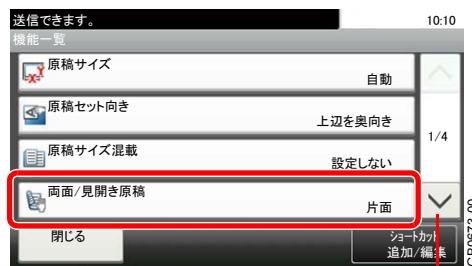 送信できます。 10:10
機能一覧
原稿サイズ
自動
原稿セット向き
上辺を奥向き
原稿サイズ混載
設定しない
1/4
両面/見開き原稿
片面
閉じる
ショートカット
追加/編集
GB0673_00